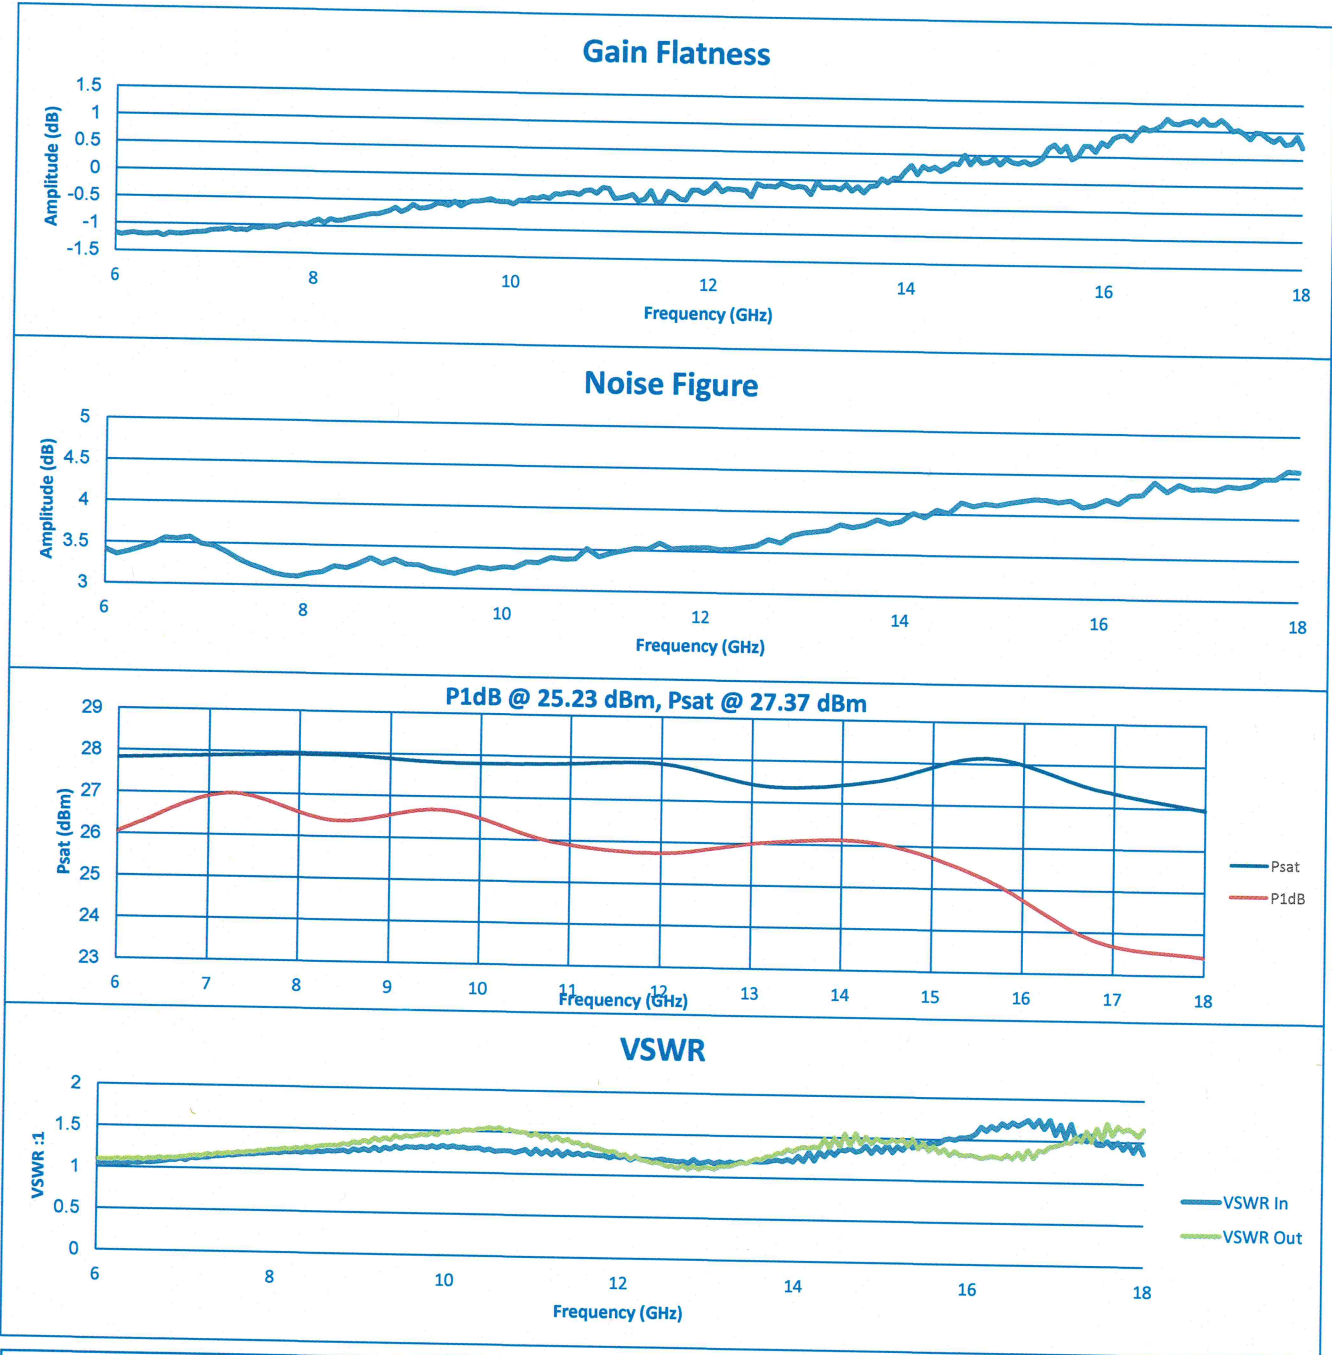 Gain Flatness
1.5
1
0.5
0
-0.5
-1
-1.5
Amplitude (dB)
6 8 10 12 14 16 18
Frequency (GHz)
Noise Figure
5
4.5
4
3.5
3
Amplitude (dB)
6 8 10 12 14 16 18
Frequency (GHz)
P1dB @ 25.23 dBm, Psat @ 27.37 dBm
29
28
27
26
25
24
23
Psat (dBm)
Psat
P1dB
6 7 8 9 10 11 12 13 14 15 16 17 18
Frequency (GHz)
VSWR
2
1.5
1
0.5
0
VSWR :1
VSWR In
VSWR Out
6 8 10 12 14 16 18
Frequency (GHz)